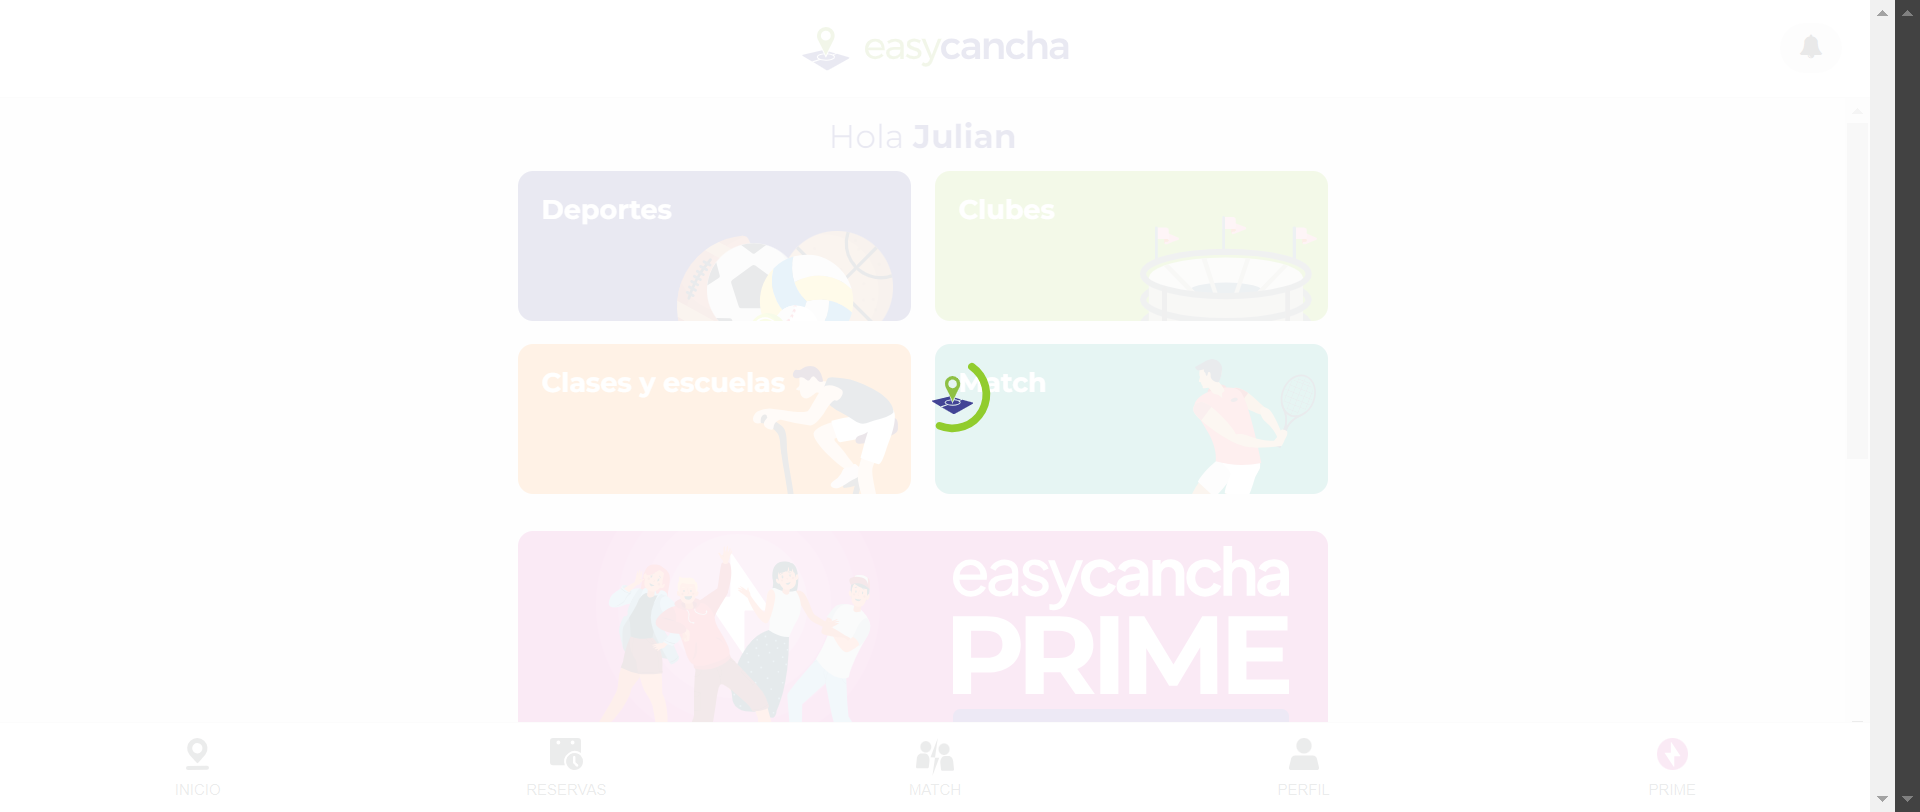 easycancha
Hola Julian
Deportes
Clubes
Clases y escuelas
Match
easycancha
PRIME
INICIO
RESERVAS
MATCH
PERFIL
PRIME